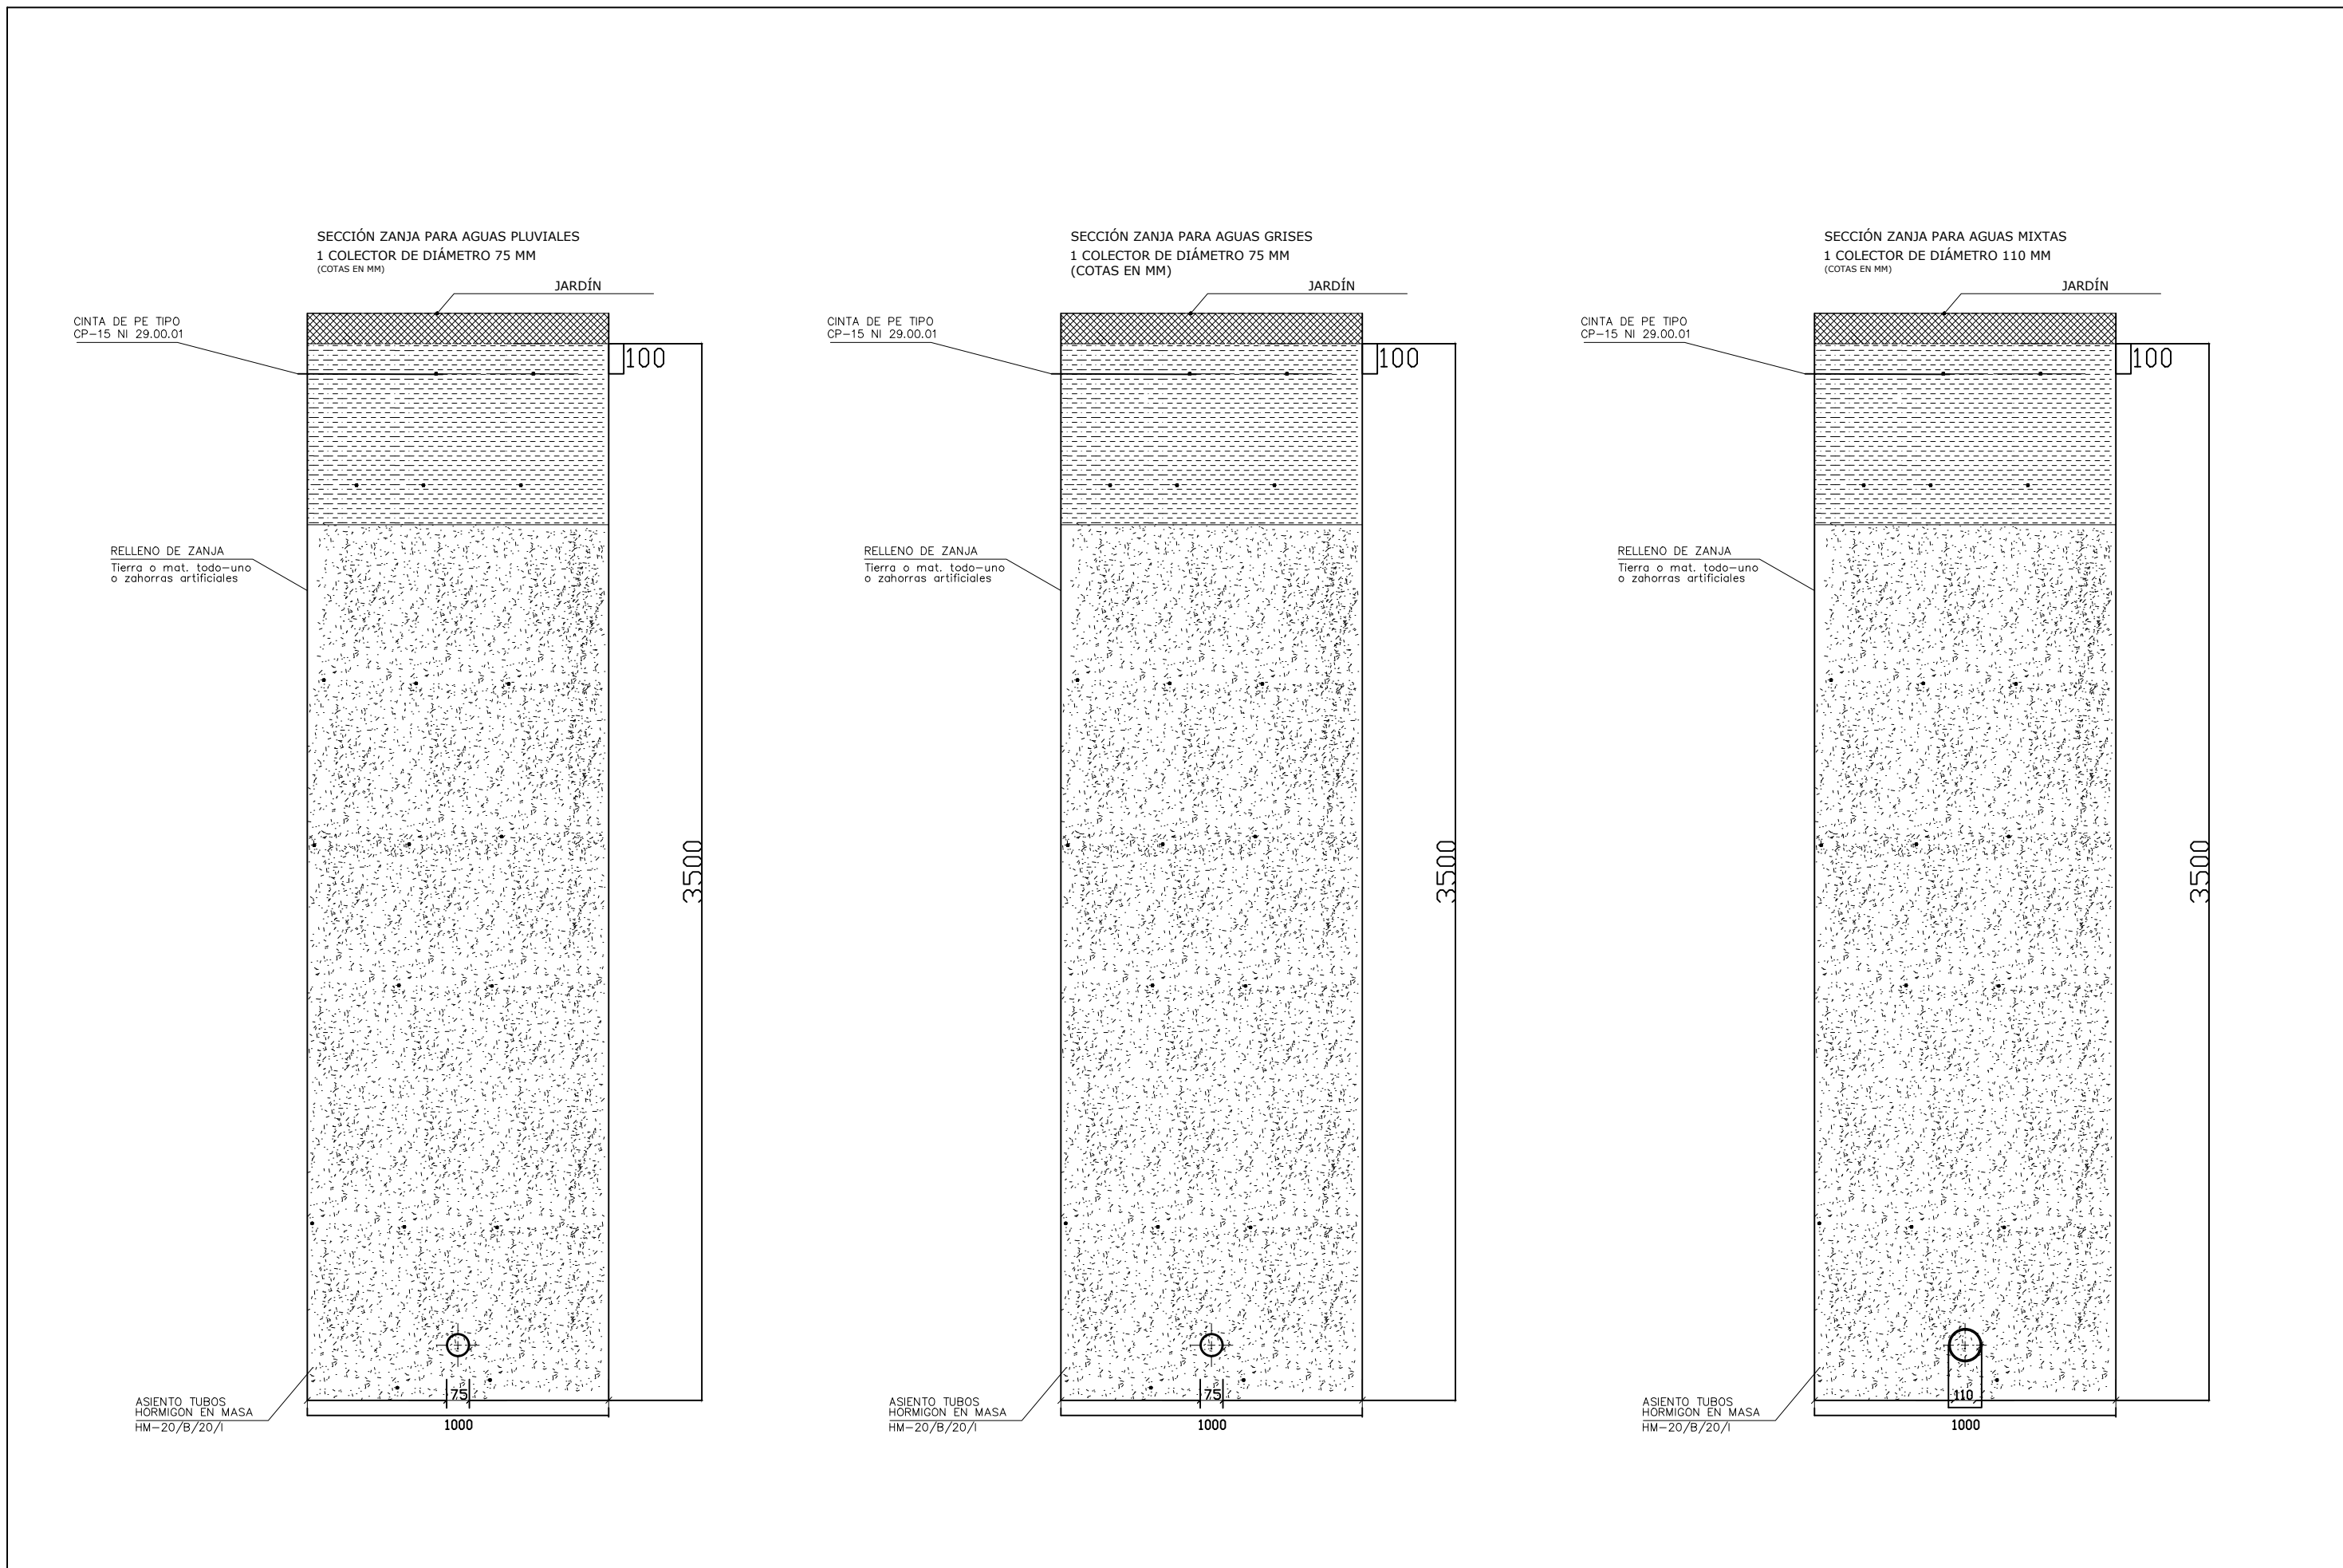 SECCIÓN ZANJA PARA AGUAS PLUVIALES
1 COLECTOR DE DIÁMETRO 75 MM
(COTAS EN MM)
JARDÍN
CINTA DE PE TIPO
CP-15 NI 29.00.01
100
RELLENO DE ZANJA
Tierra o mat. todo-uno
o zahorras artificiales
3500
ASIENTO TUBOS
HORMIGON EN MASA
HM-20/B/20/I
75
1000
SECCIÓN ZANJA PARA AGUAS GRISES
1 COLECTOR DE DIÁMETRO 75 MM
(COTAS EN MM)
JARDÍN
CINTA DE PE TIPO
CP-15 NI 29.00.01
100
RELLENO DE ZANJA
Tierra o mat. todo-uno
o zahorras artificiales
3500
ASIENTO TUBOS
HORMIGON EN MASA
HM-20/B/20/I
75
1000
SECCIÓN ZANJA PARA AGUAS MIXTAS
1 COLECTOR DE DIÁMETRO 110 MM
(COTAS EN MM)
JARDÍN
CINTA DE PE TIPO
CP-15 NI 29.00.01
100
RELLENO DE ZANJA
Tierra o mat. todo-uno
o zahorras artificiales
3500
ASIENTO TUBOS
HORMIGON EN MASA
HM-20/B/20/I
110
1000